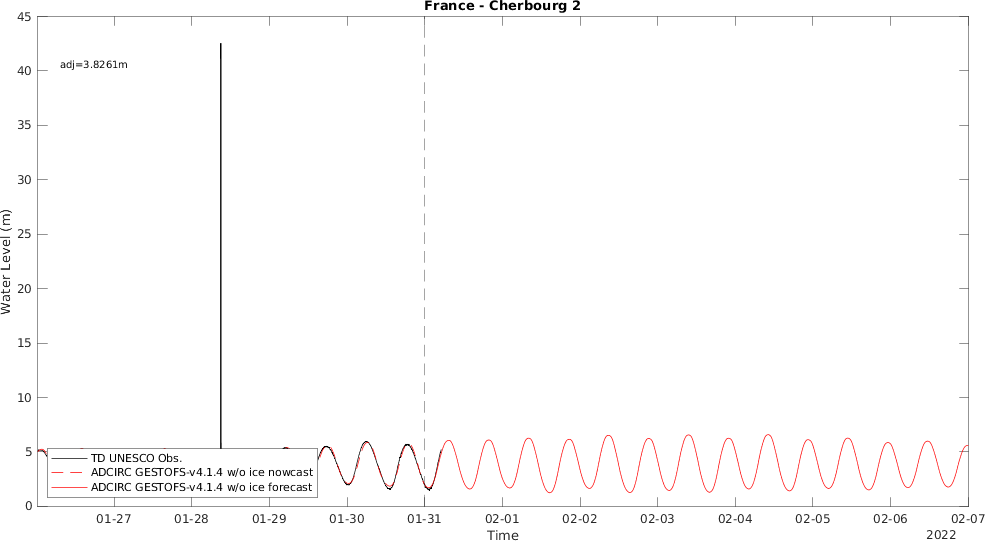 France - Cherbourg 2
45
40
35
30
25
20
15
10
5
0
Water Level (m)
adj=3.8261m
TD UNESCO Obs.
ADCIRC GESTOFS-v4.1.4 w/o ice nowcast
ADCIRC GESTOFS-v4.1.4 w/o ice forecast
01-27 01-28 01-29 01-30 01-31 02-01 02-02 02-03 02-04 02-05 02-06 02-07
Time
2022